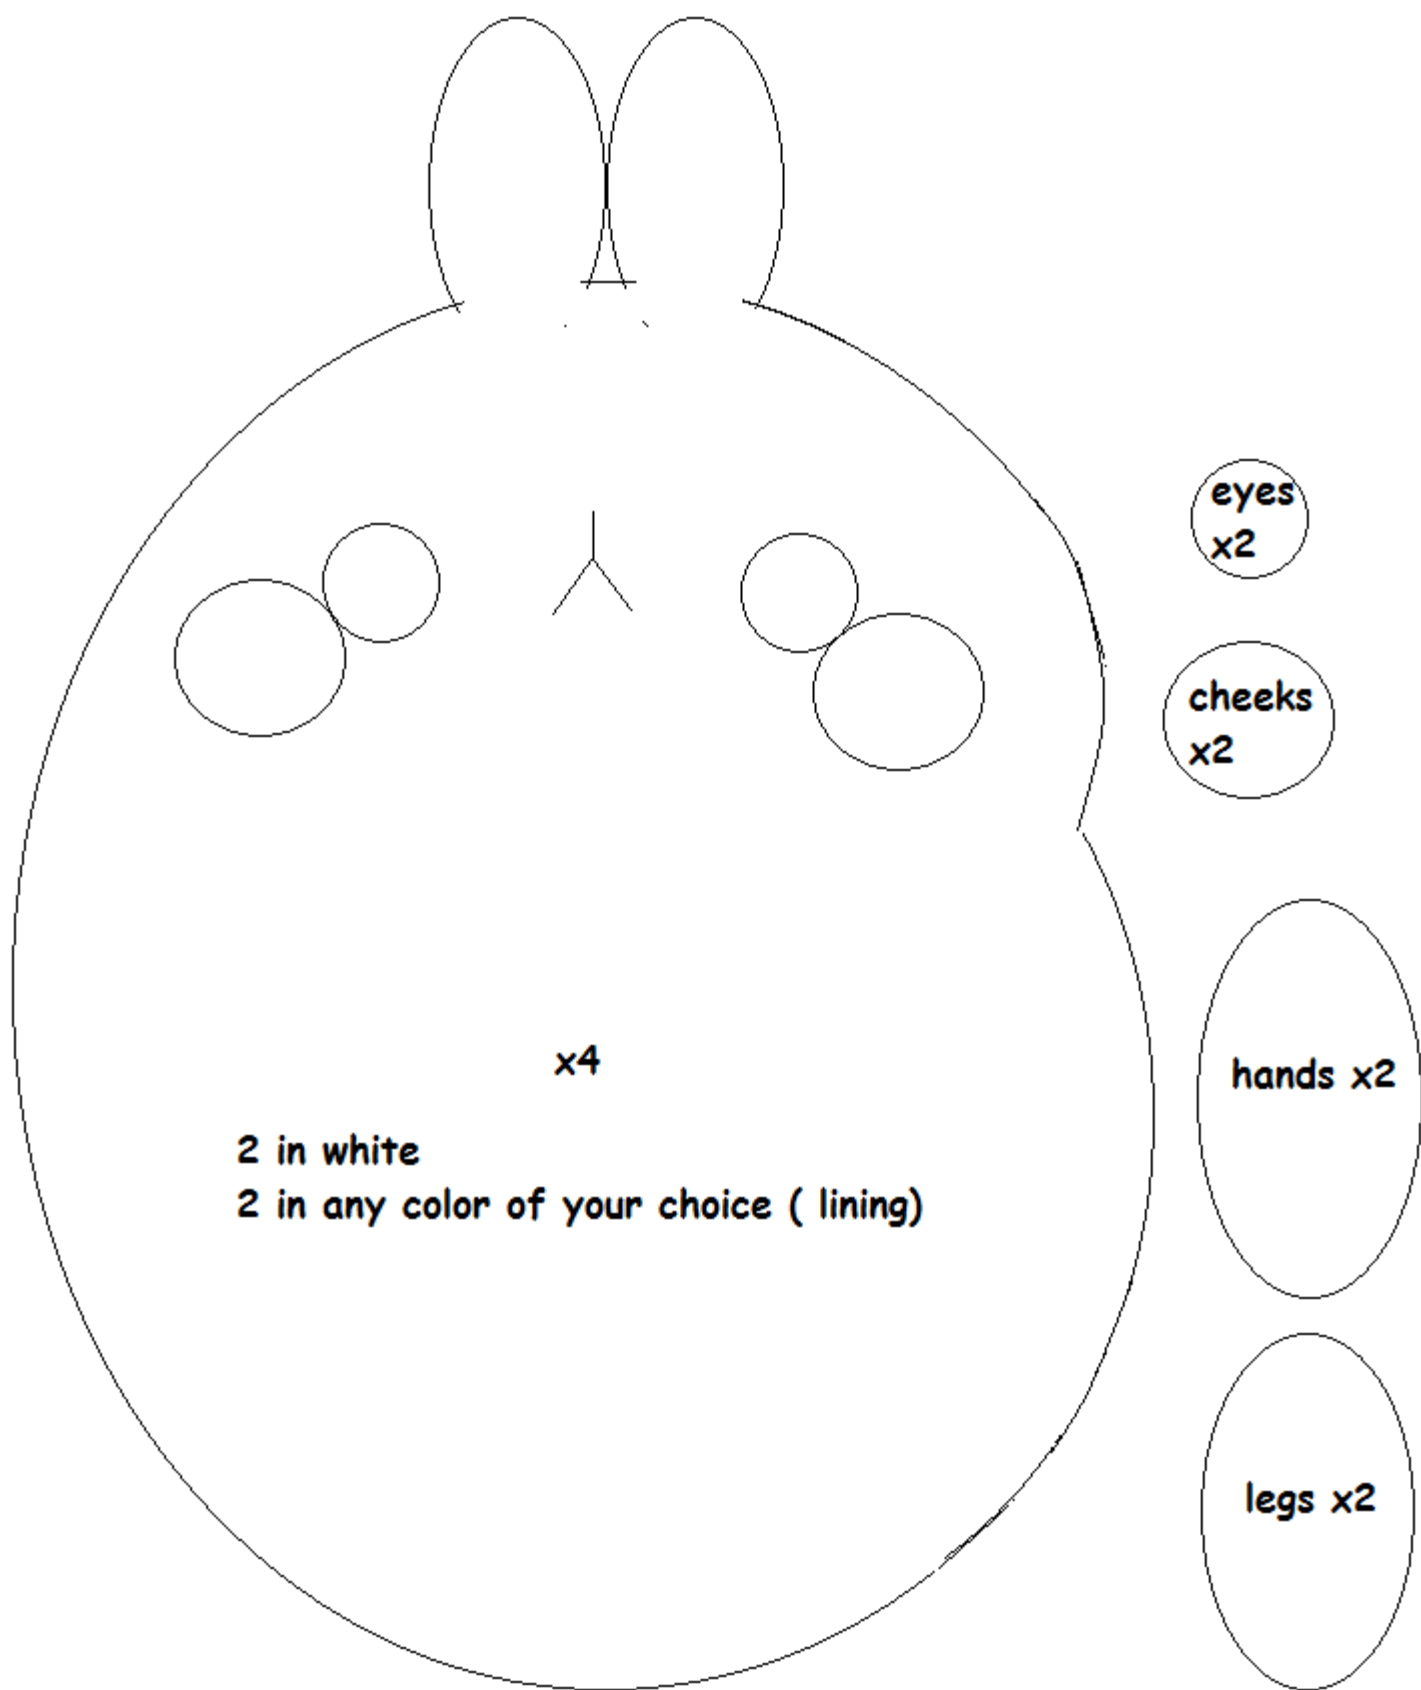 eyes
x2
cheeks
x2
x4
hands x2
2 in white
2 in any color of your choice ( lining)
legs x2